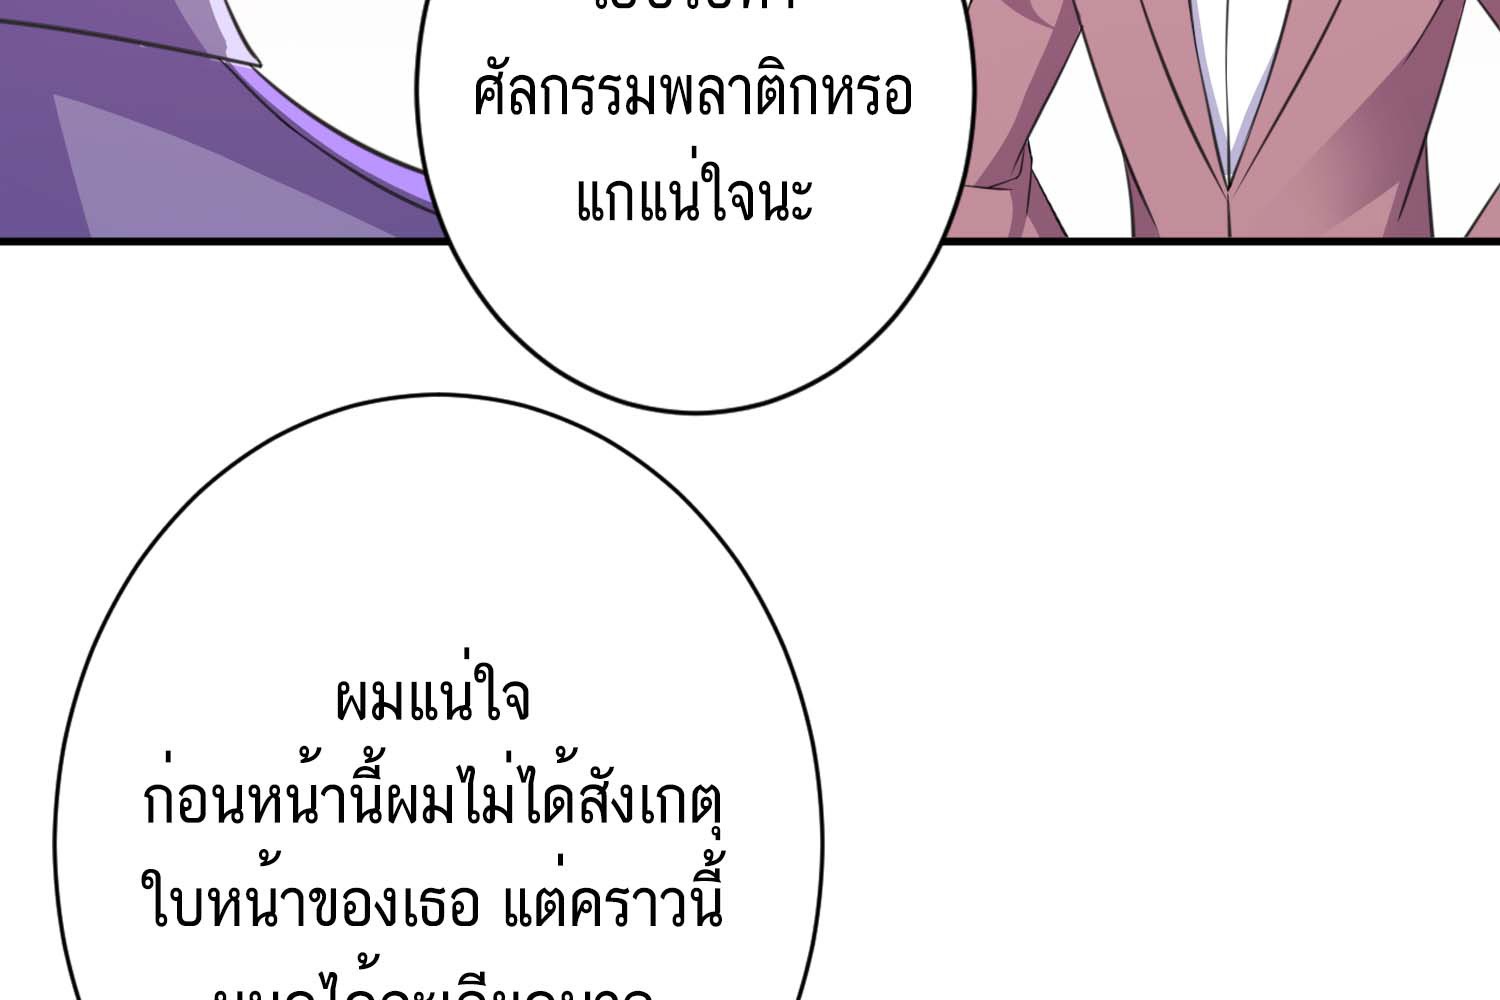 ศัลกรรมพลาติกหรอ
แกแน่ใจนะ
ผมแน่ใจ
ก่อนหน้านี้ผมไม่ได้สังเกตุ
ใบหน้าของเธอ แต่คราวนี้